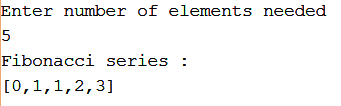 Enter number of elements needed
5
Fibonacci series :
[0,1,1,2,3]